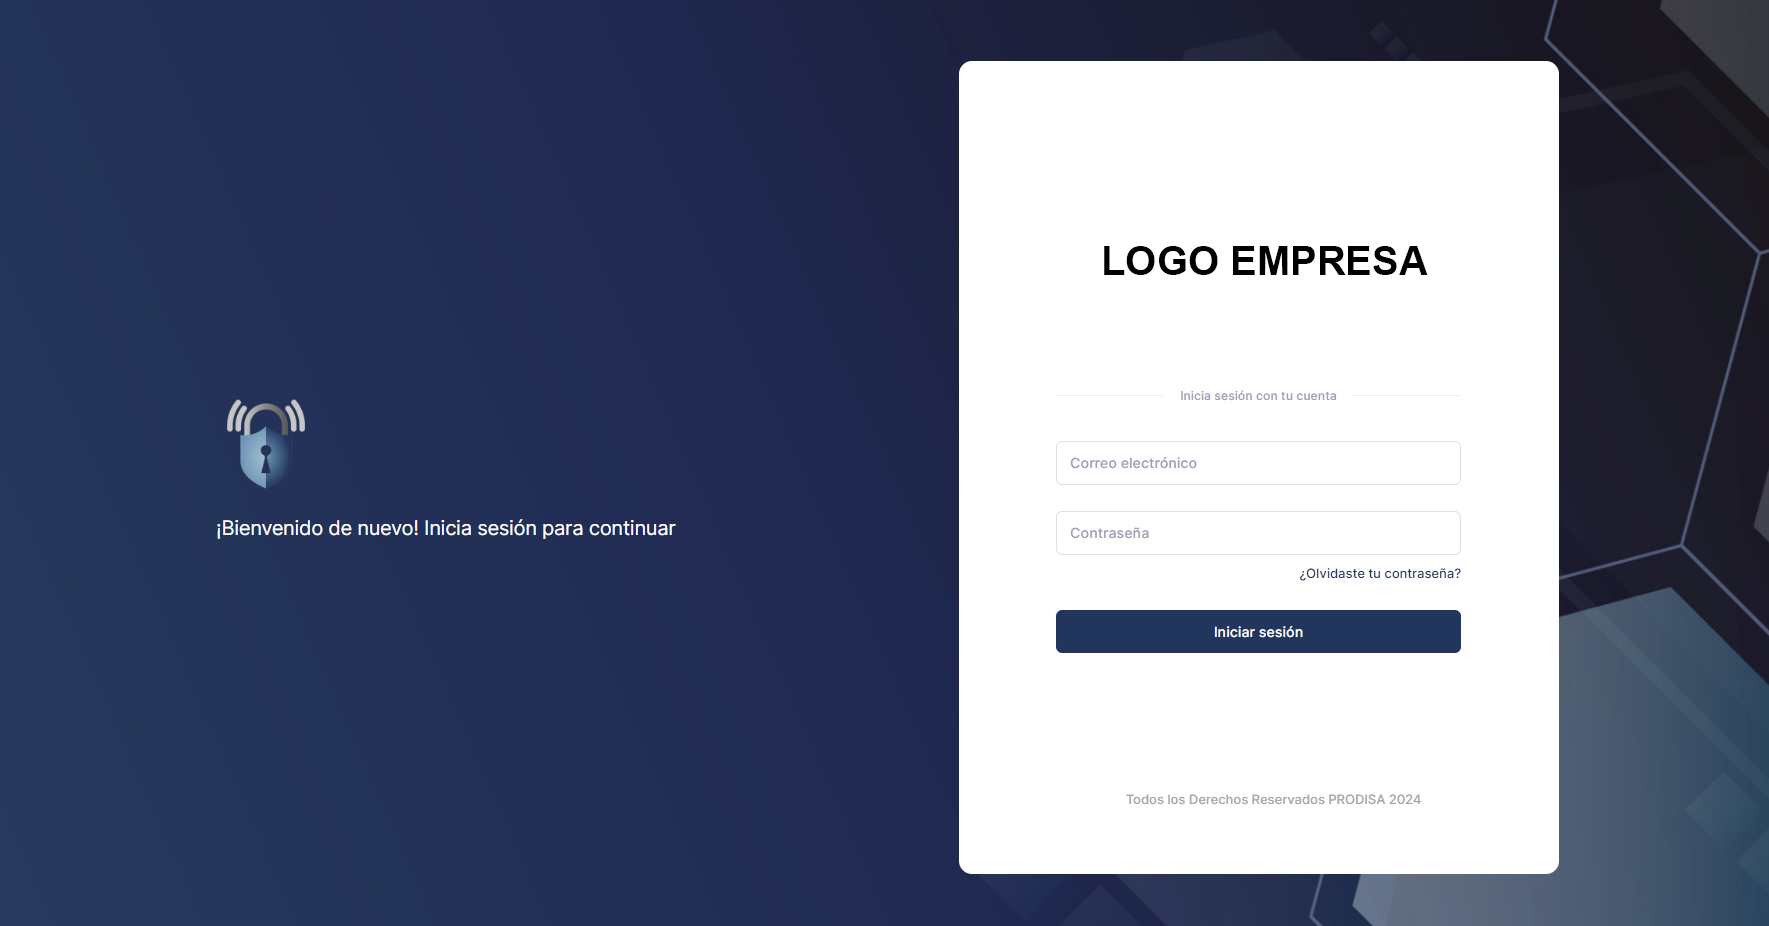 ¡Bienvenido de nuevo! Inicia sesión para continuar
LOGO EMPRESA
Inicia sesión con tu cuenta
Correo electrónico
Contraseña
¿Olvidaste tu contraseña?
Iniciar sesión
Todos los Derechos Reservados PRODISA 2024